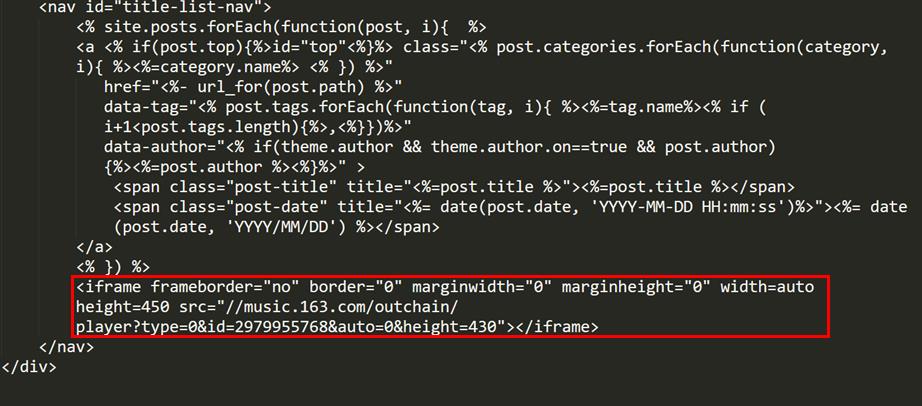 <nav id="title-list-nav">
<% site.posts.forEach(function(post, i){  %>
<a <% if(post.top){%>id="top"<%}%> class="<% post.categories.forEach(function(category,
i){ %><%=category.name%> <% }) %>"
href="<%- url_for(post.path) %>"
data-tag="<% post.tags.forEach(function(tag, i){ %><%=tag.name%><% if (
i+1<post.tags.length){%>,<%}})%>"
data-author="<% if(theme.author && theme.author.on==true && post.author)
{%><%=post.author %><%}%>" >
<span class="post-title" title="<%=post.title %>"><%=post.title %></span>
<span class="post-date" title="<%= date(post.date, 'YYYY-MM-DD HH:mm:ss')%>"><%= date
(post.date, 'YYYY/MM/DD') %></span>
</a>
<% }) %>
<iframe frameborder="no" border="0" marginwidth="0" marginheight="0" width=auto
height=450 src="//music.163.com/outchain/
player?type=0&id=2979955768&auto=0&height=430"></iframe>
</nav>
</div>